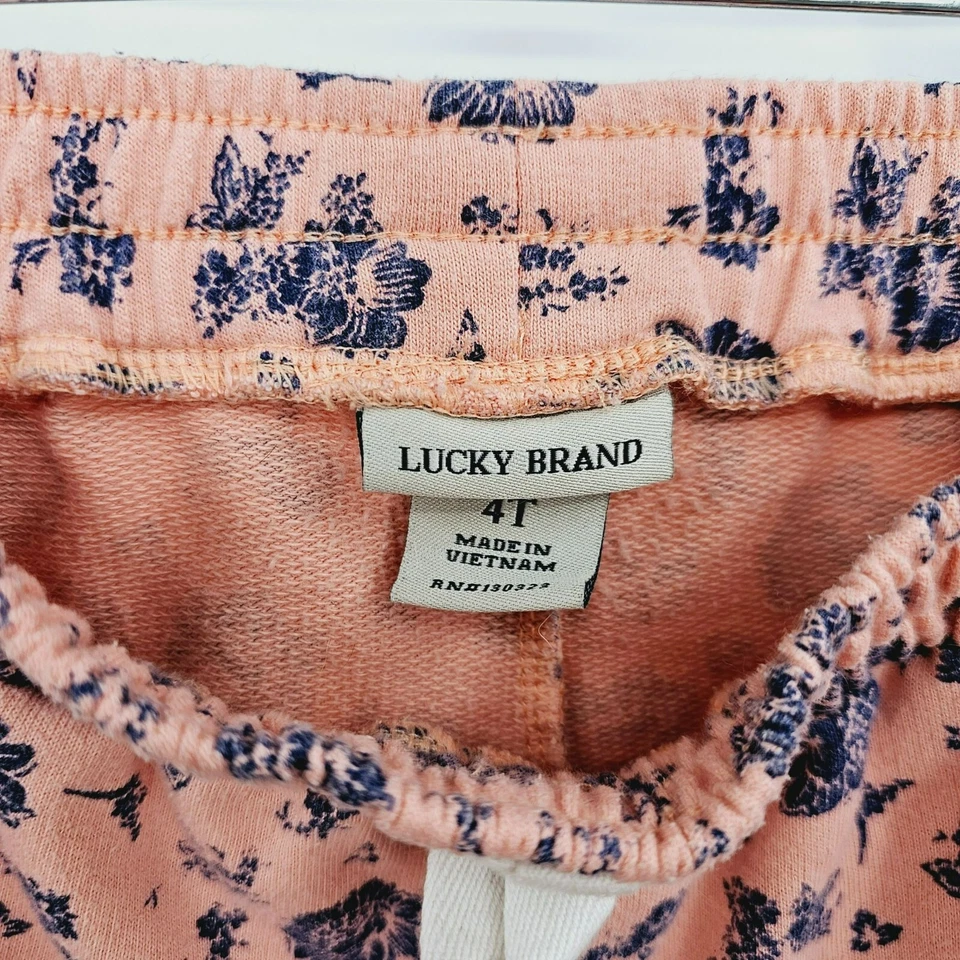 LUCKY BRAND
4T
MADE IN
VIETNAM